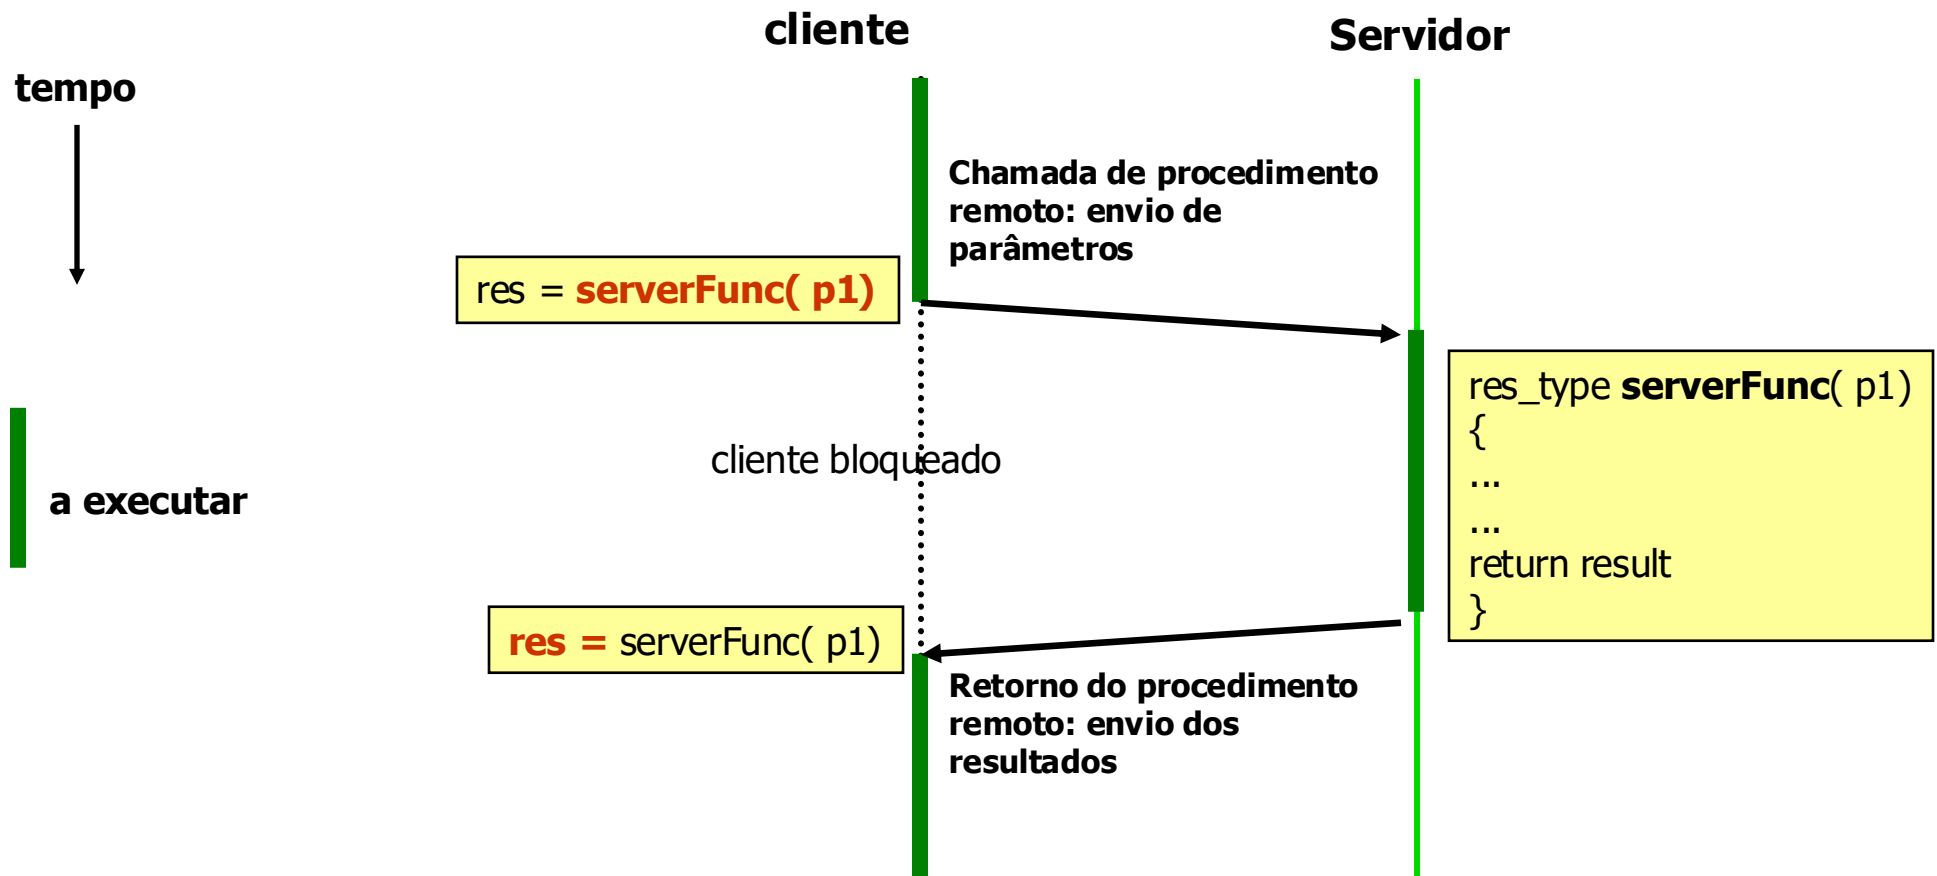 cliente
Servidor
tempo
Chamada de procedimento
remoto: envio de
parâmetros
res = serverFunc( p1)
res_type serverFunc( p1)
{
...
...
return result
}
cliente bloqueado
a executar
res = serverFunc( p1)
Retorno do procedimento
remoto: envio dos
resultados